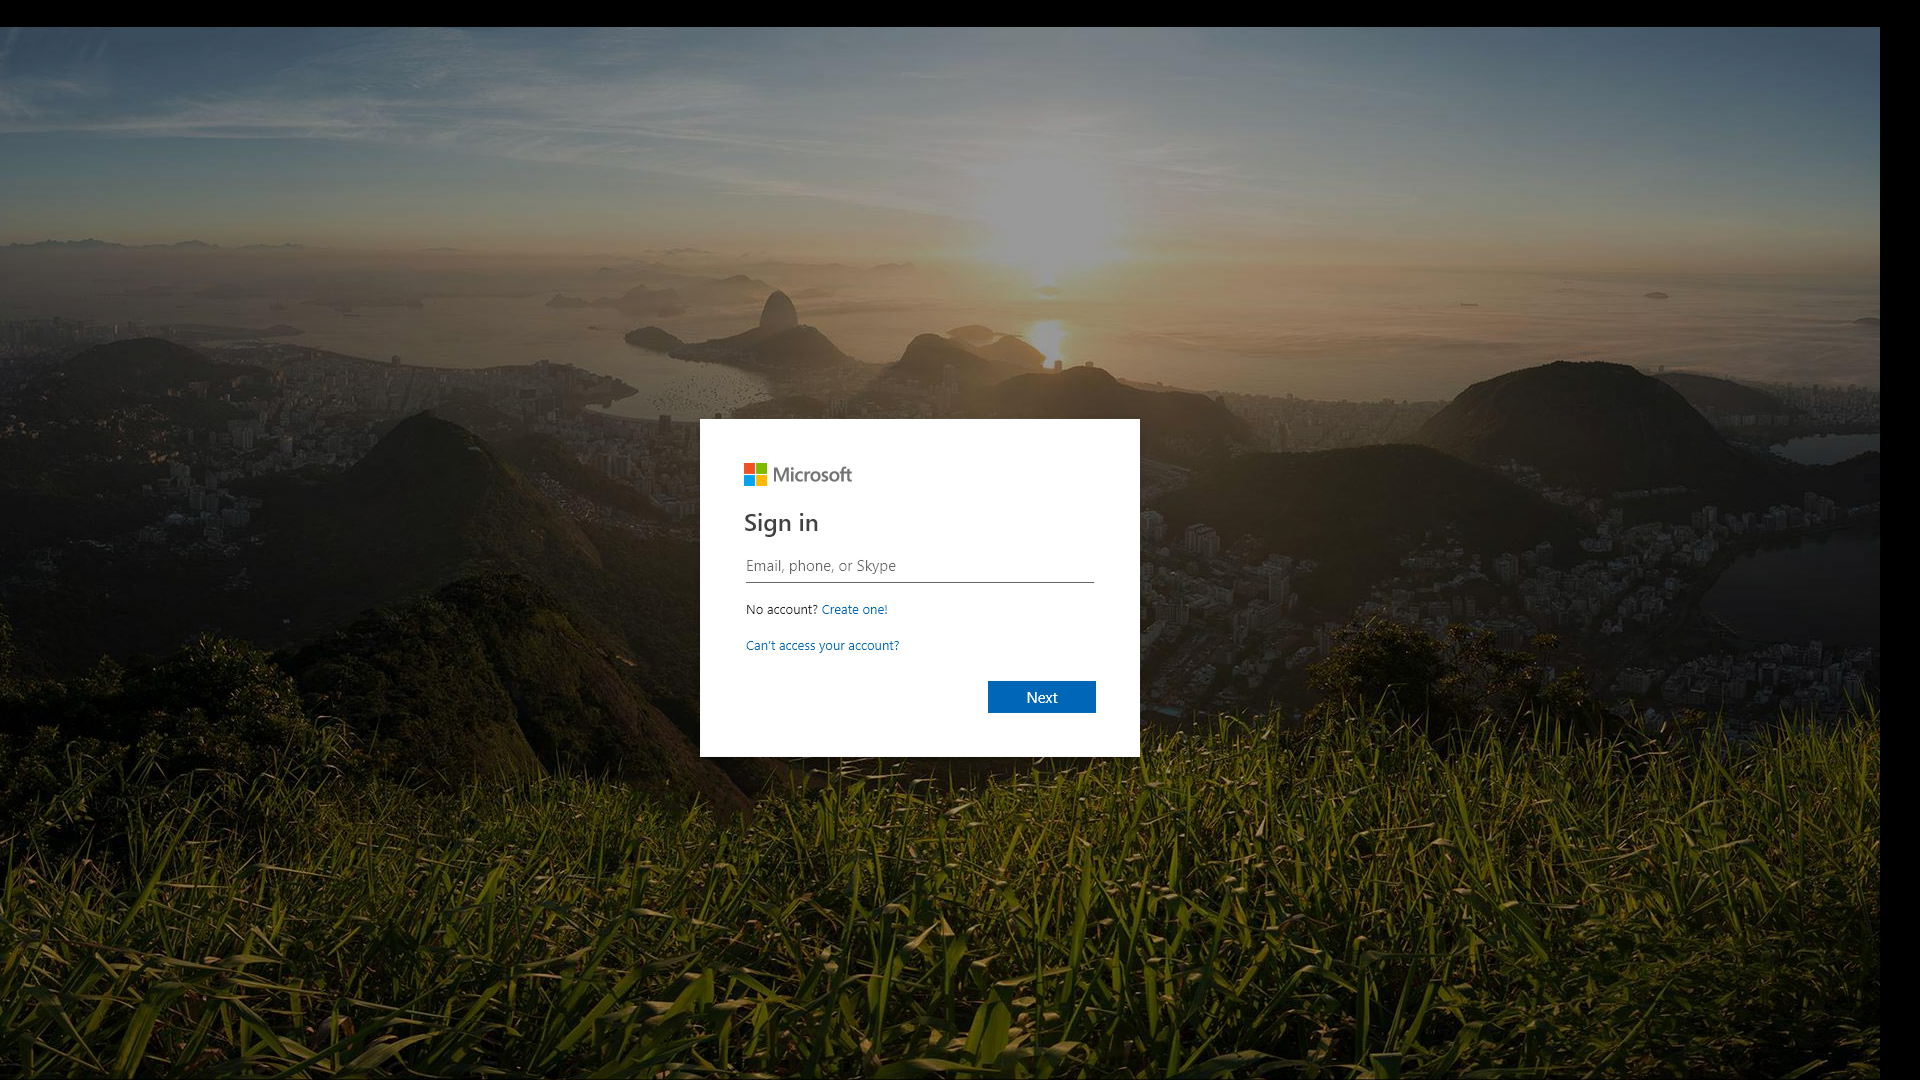 Microsoft
Sign in
Email, phone, or Skype
No account? Create one!
Can't access your account?
Next